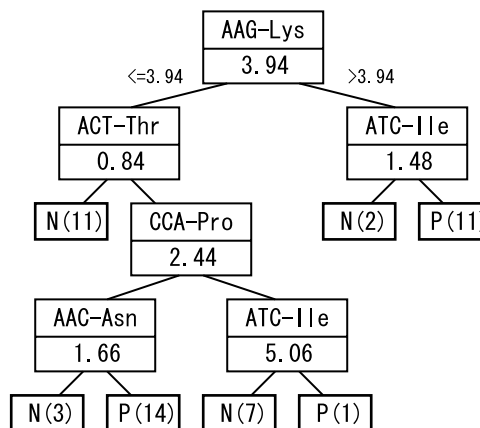 AAG-Lys
3.94
<=3.94
>3.94
ACT-Thr
0.84
ATC-Ile
1.48
N(11)
CCA-Pro
2.44
N(2)
P(11)
AAC-Asn
1.66
ATC-Ile
5.06
N(3)
P(14)
N(7)
P(1)